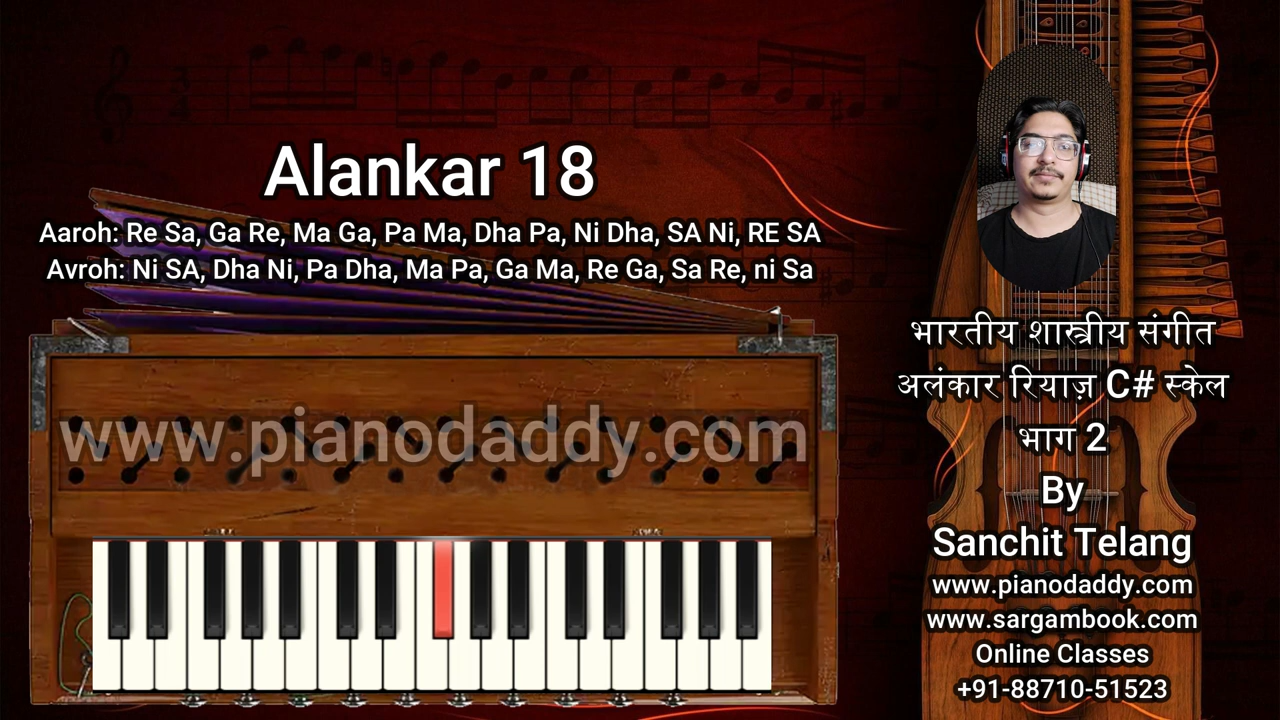 Alankar 18
Aaroh: Re Sa, Ga Re, Ma Ga, Pa Ma, Dha Pa, Ni Dha, SA Ni, RE SA
Avroh: Ni SA, Dha Ni, Pa Dha, Ma Pa, Ga Ma, Re Ga, Sa Re, ni Sa
www.pianodaddy.com
भारतीय शास्त्रीय संगीत
अलंकार रियाज़ C# स्केल
भाग 2
By
Sanchit Telang
www.pianodaddy.com
www.sargambook.com
Online Classes
+91-88710-51523